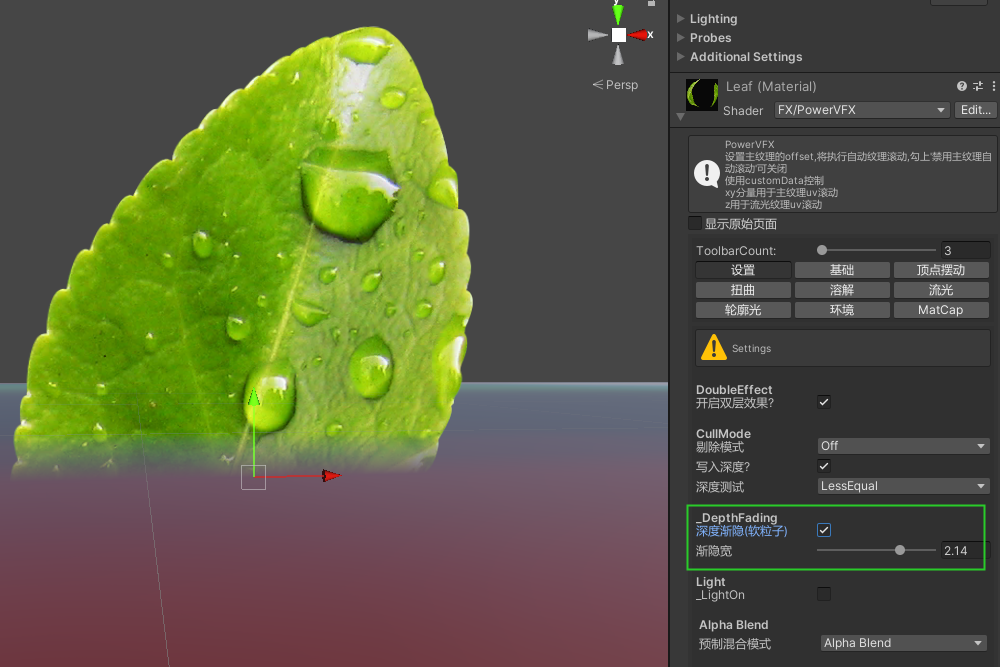 y
x
< Persp
Lighting
Probes
Additional Settings
Leaf (Material)
Shader
FX/PowerVFX
Edit...
PowerVFX
设置主纹理的offset,将执行自动纹理滚动,勾上'禁用主纹理自
动滚动'可关闭
使用customData控制
xy分量用于主纹理uv滚动
z用于流光纹理uv滚动
显示原始页面
ToolbarCount:
3
设置
基础
顶点摆动
扭曲
溶解
流光
轮廓光
环境
MatCap
Settings
DoubleEffect
开启双层效果?
CullMode
剔除模式
Off
写入深度?
深度测试
LessEqual
_DepthFading
深度渐隐(软粒子)
渐隐宽
2.14
Light
_LightOn
Alpha Blend
预制混合模式
Alpha Blend